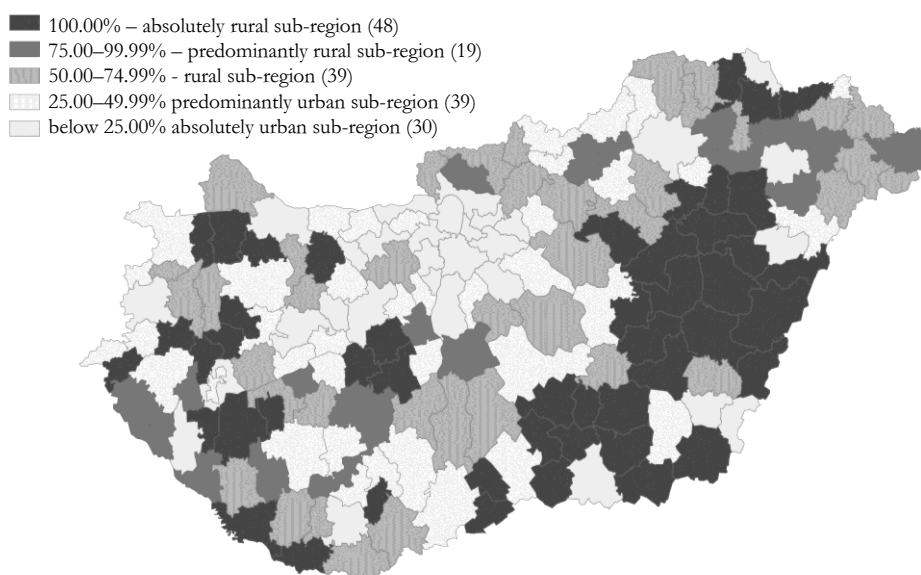 100.00% – absolutely rural sub-region (48)
75.00–99.99% – predominantly rural sub-region (19)
50.00–74.99% - rural sub-region (39)
25.00–49.99% predominantly urban sub-region (39)
below 25.00% absolutely urban sub-region (30)